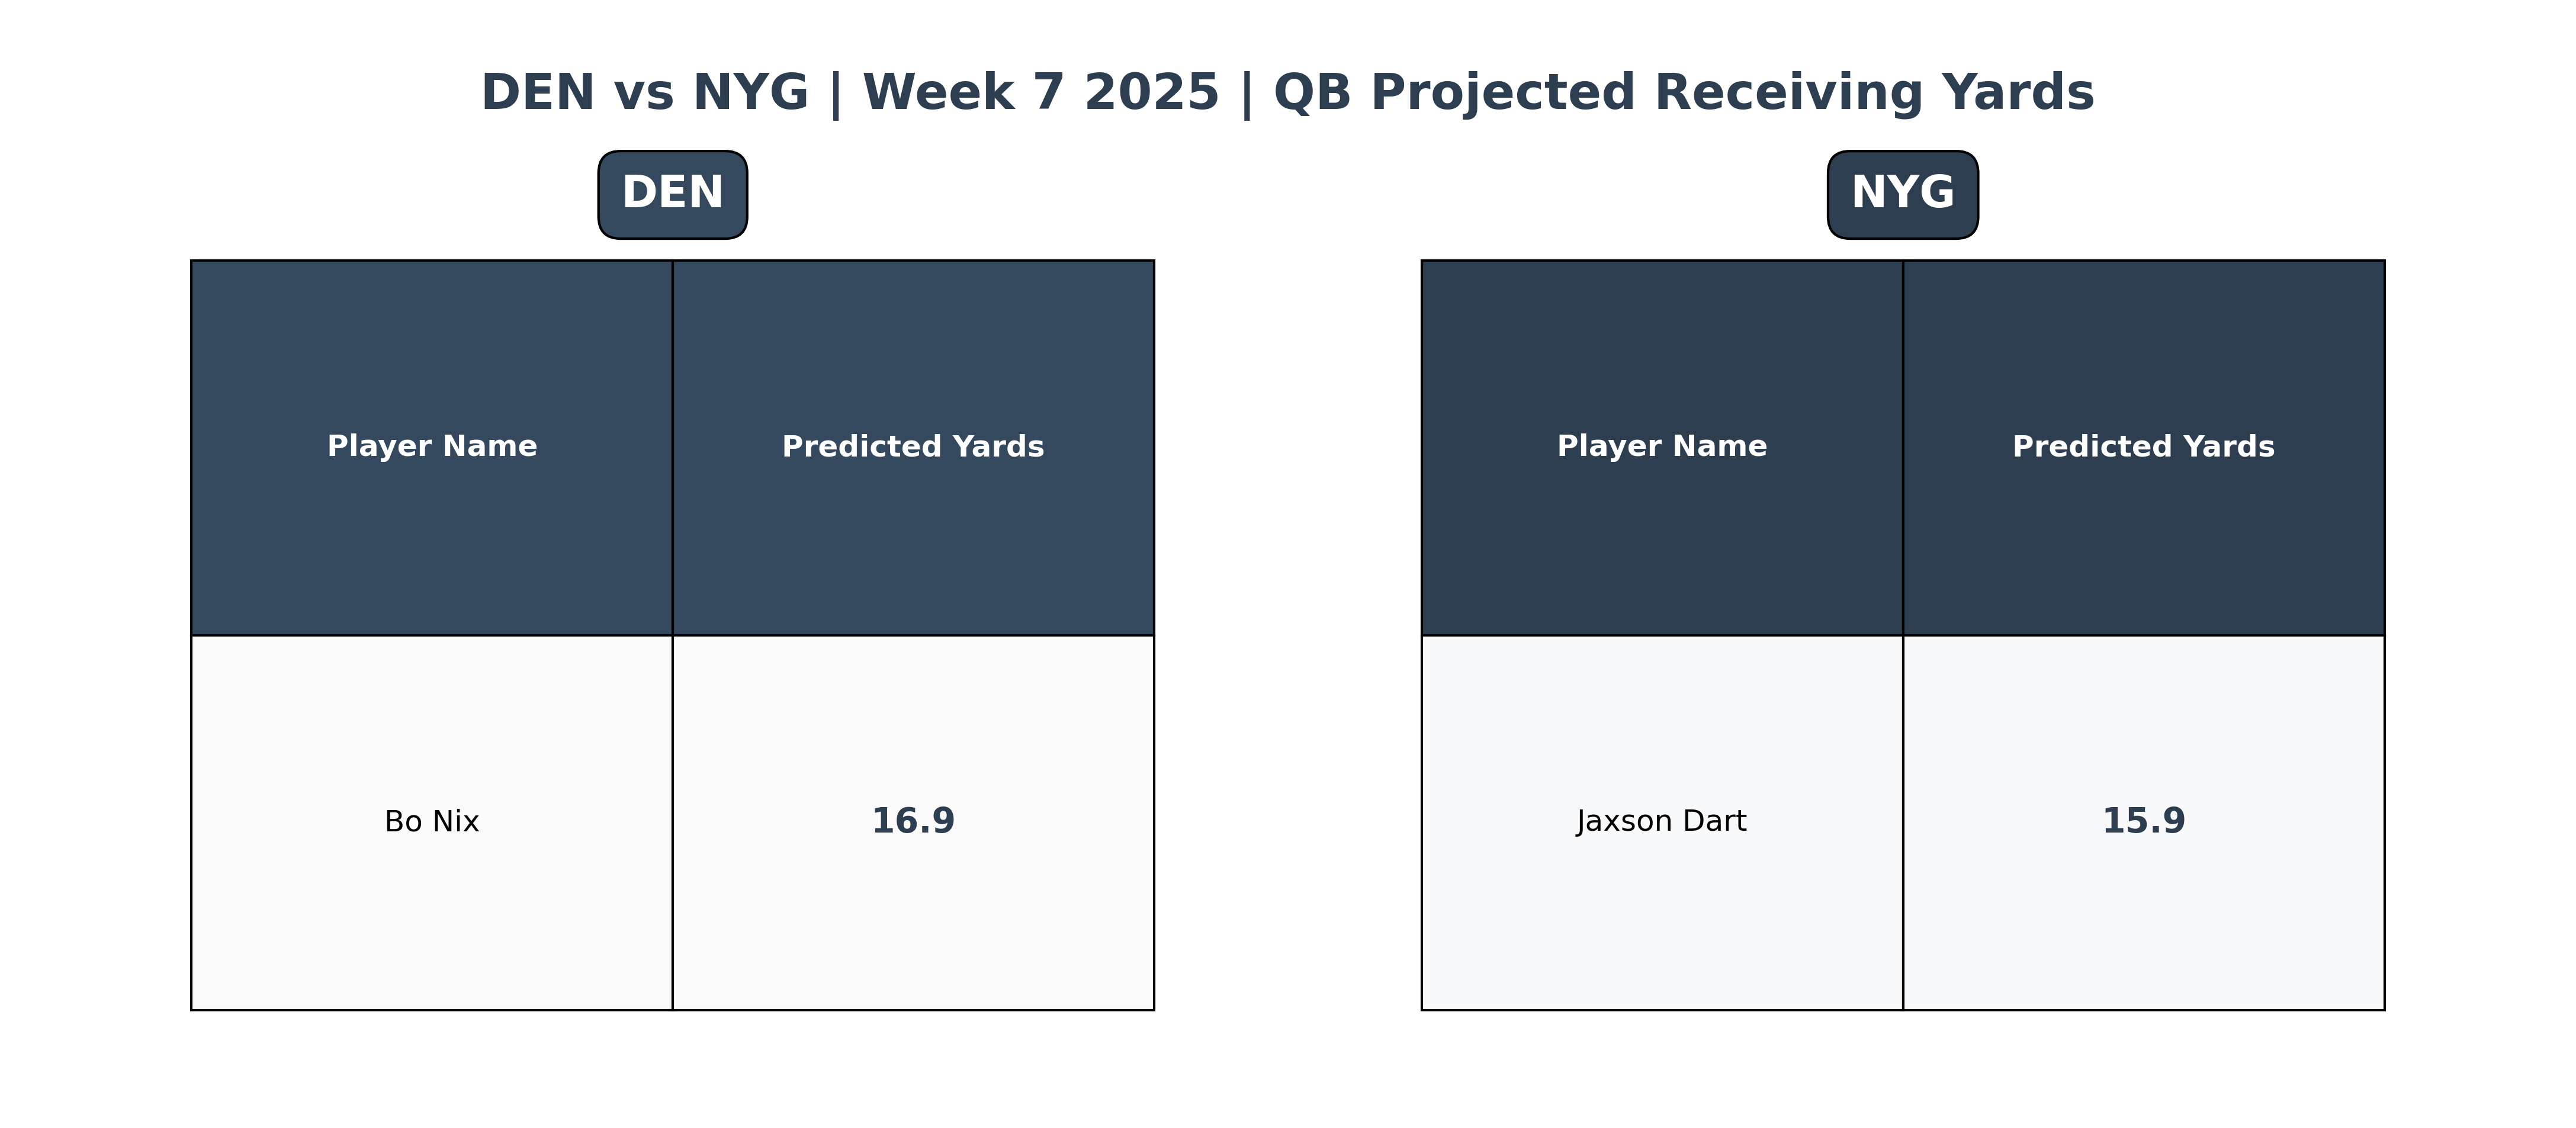 DEN vs NYG | Week 7 2025 | QB Projected Receiving Yards
DEN
Player Name Predicted Yards
Bo Nix 16.9
NYG
Player Name Predicted Yards
Jaxson Dart 15.9